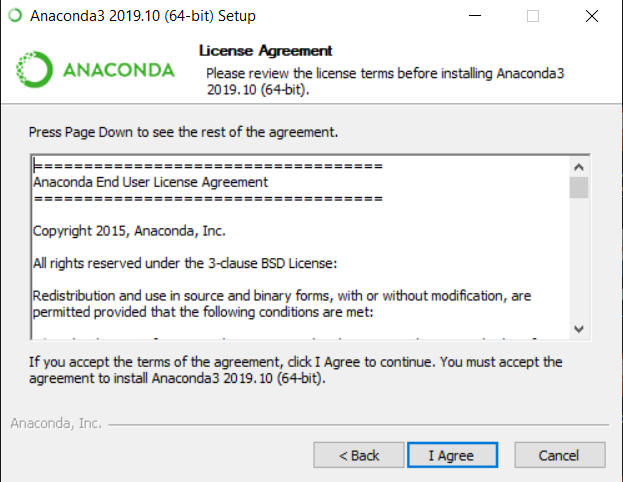 Anaconda3 2019.10 (64-bit) Setup
ANACONDA
License Agreement
Please review the license terms before installing Anaconda3
2019.10 (64-bit).
Press Page Down to see the rest of the agreement.
===================================
Anaconda End User License Agreement
===================================
Copyright 2015, Anaconda, Inc.
All rights reserved under the 3-clause BSD License:
Redistribution and use in source and binary forms, with or without modification, are
permitted provided that the following conditions are met:
If you accept the terms of the agreement, click I Agree to continue. You must accept the
agreement to install Anaconda3 2019.10 (64-bit).
Anaconda, Inc.
< Back
I Agree
Cancel